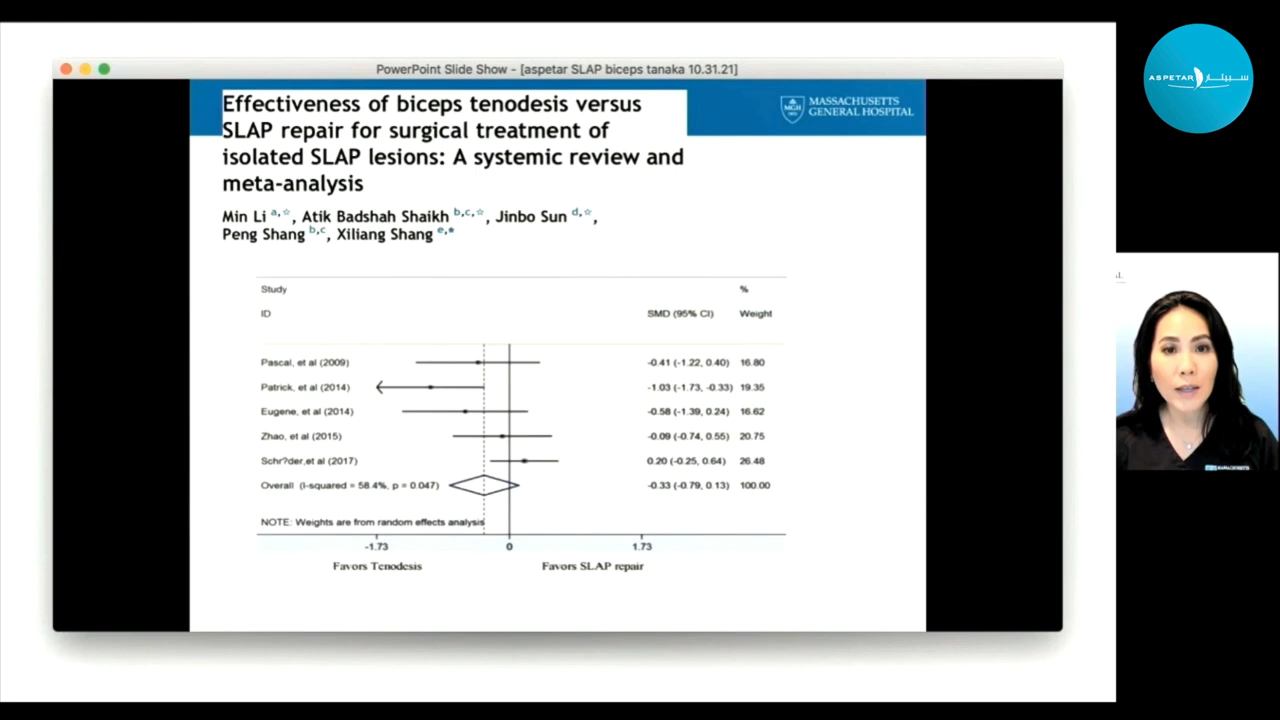 PowerPoint Slide Show - [aspetar SLAP biceps tanaka 10.31.21]
ASPETAR سبيتار
Effectiveness of biceps tenodesis versus
SLAP repair for surgical treatment of
isolated SLAP lesions: A systemic review and
meta-analysis
MGH
1811
MASSACHUSETTS
GENERAL HOSPITAL
Min Li a,☆, Atik Badshah Shaikh b,c,☆, Jinbo Sun d,☆,
Peng Shang b,c, Xiliang Shang e,*
Study %
ID SMD (95% CI) Weight
Pascal, et al (2009) -0.41 (-1.22, 0.40) 16.80
Patrick, et al (2014) -1.03 (-1.73, -0.33) 19.35
Eugene, et al (2014) -0.58 (-1.39, 0.24) 16.62
Zhao, et al (2015) -0.09 (-0.74, 0.55) 20.75
Schr?der,et al (2017) 0.20 (-0.25, 0.64) 26.48
Overall (I-squared = 58.4%, p = 0.047) -0.33 (-0.79, 0.13) 100.00
NOTE: Weights are from random effects analysis
-1.73 0 1.73
Favors Tenodesis Favors SLAP repair
MASSACHUSETTS